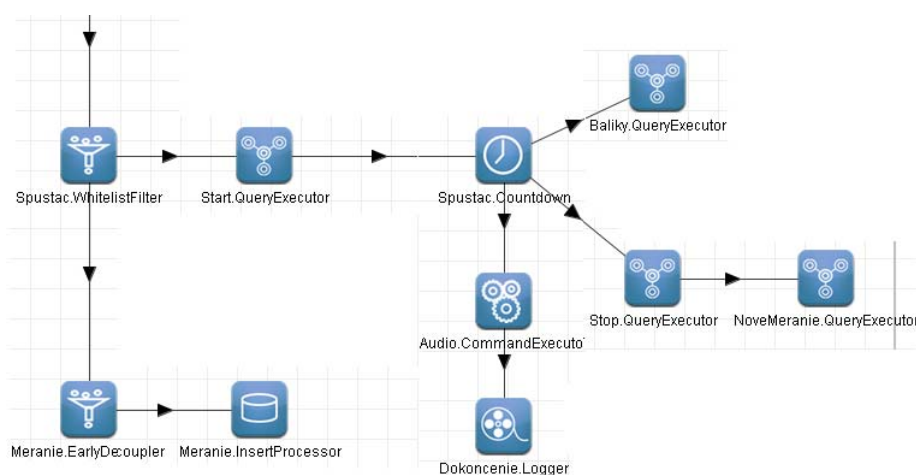 Baliky.QueryExecutor
Spustac.WhitelistFilter
Start.QueryExecutor
Spustac.Countdown
Stop.QueryExecutor
NoveMeranie.QueryExecutor
Audio.CommandExecuto
Meranie.EarlyDecoupler
Meranie.InsertProcessor
Dokoncenie.Logger